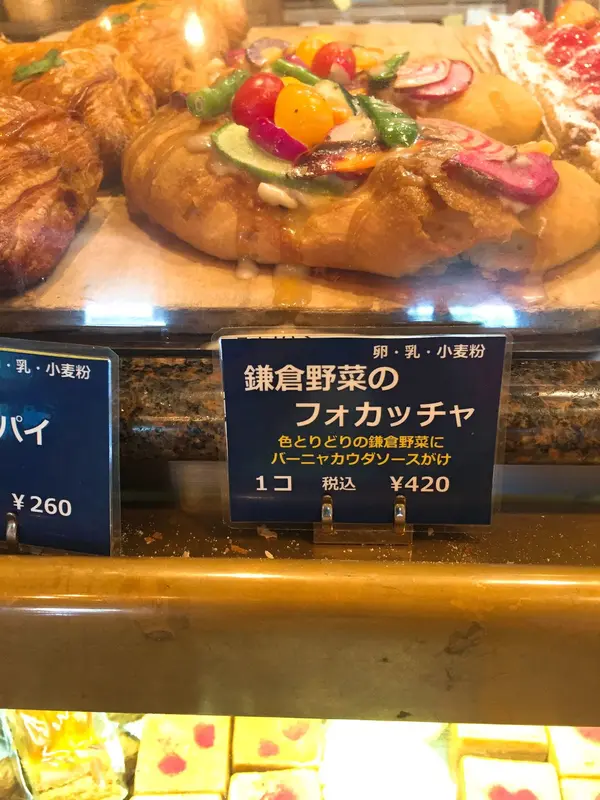 ・乳・小麦粉
パイ
¥260
卵・乳・小麦粉
鎌倉野菜の
フォカッチャ
色とりどりの鎌倉野菜に
バーニャカウダソースがけ
1コ 税込 ¥420